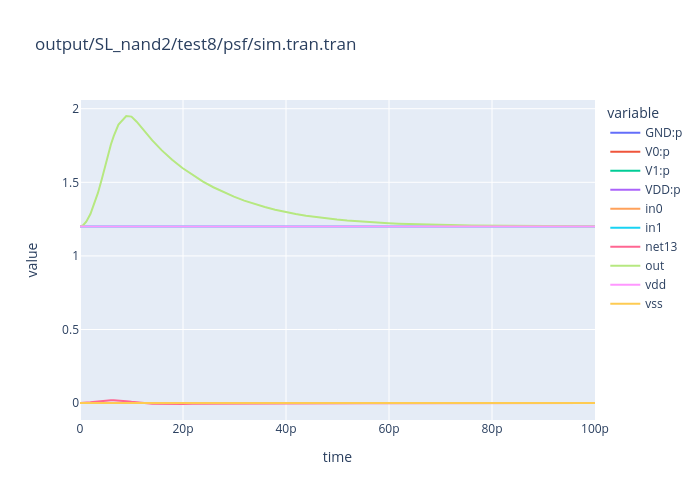 output/SL_nand2/test8/psf/sim.tran.tran
variable
GND:p
V0:p
V1:p
VDD:p
in0
in1
net13
out
vdd
vss
value
2
1.5
1
0.5
0
0
20p
40p
60p
80p
100p
time